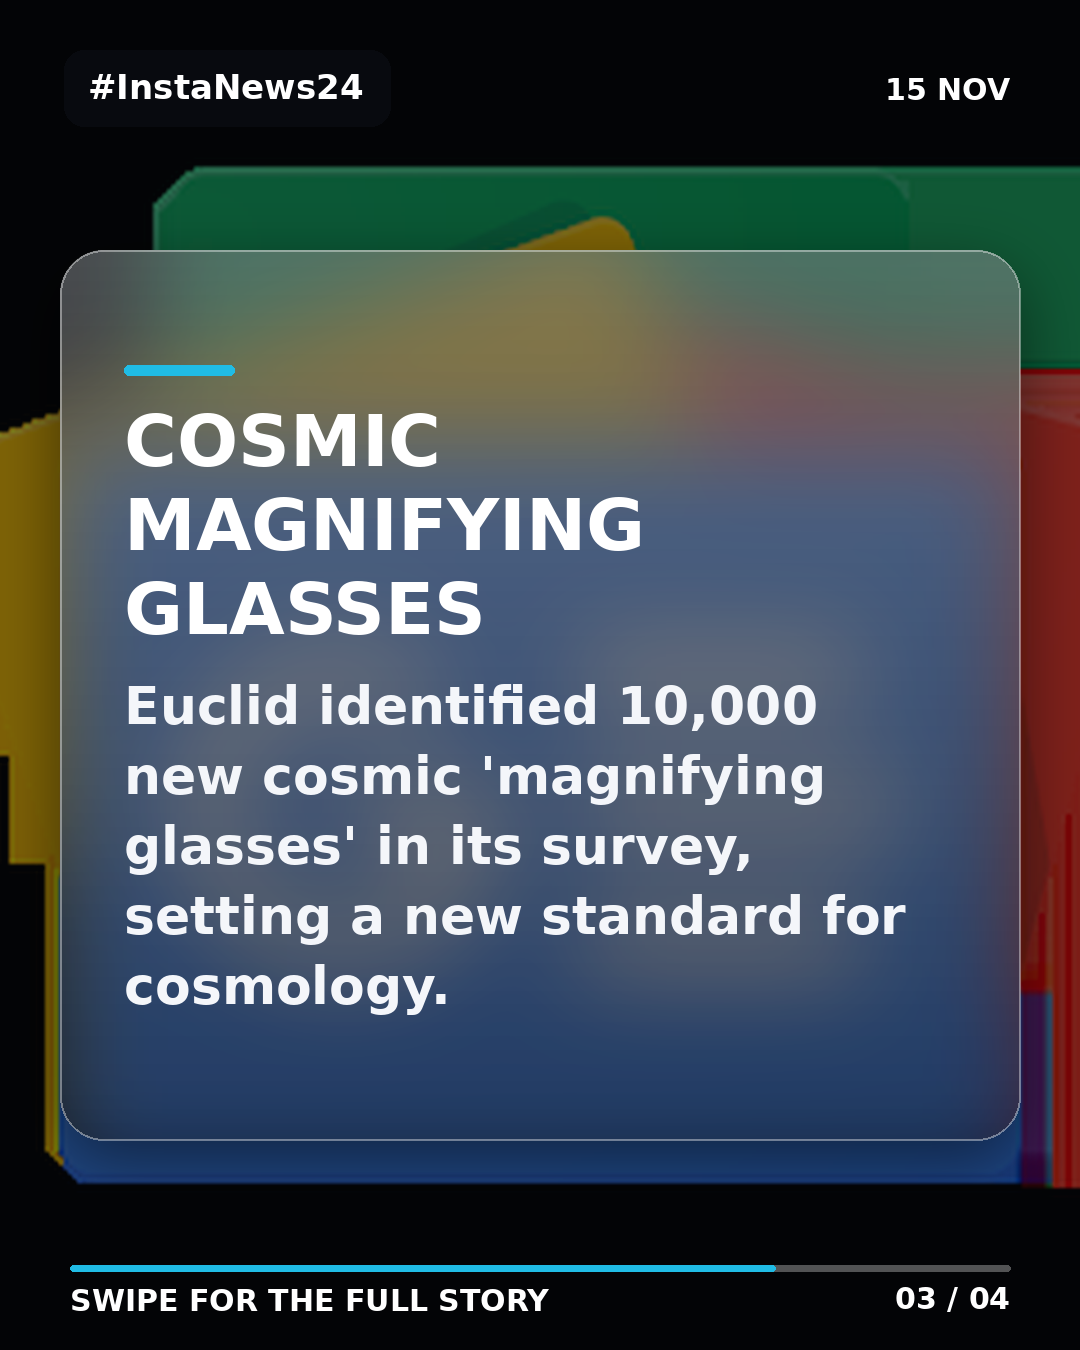 #InstaNews24
15 NOV
COSMIC
MAGNIFYING
GLASSES
Euclid identified 10,000
new cosmic 'magnifying
glasses' in its survey,
setting a new standard for
cosmology.
SWIPE FOR THE FULL STORY
03 / 04